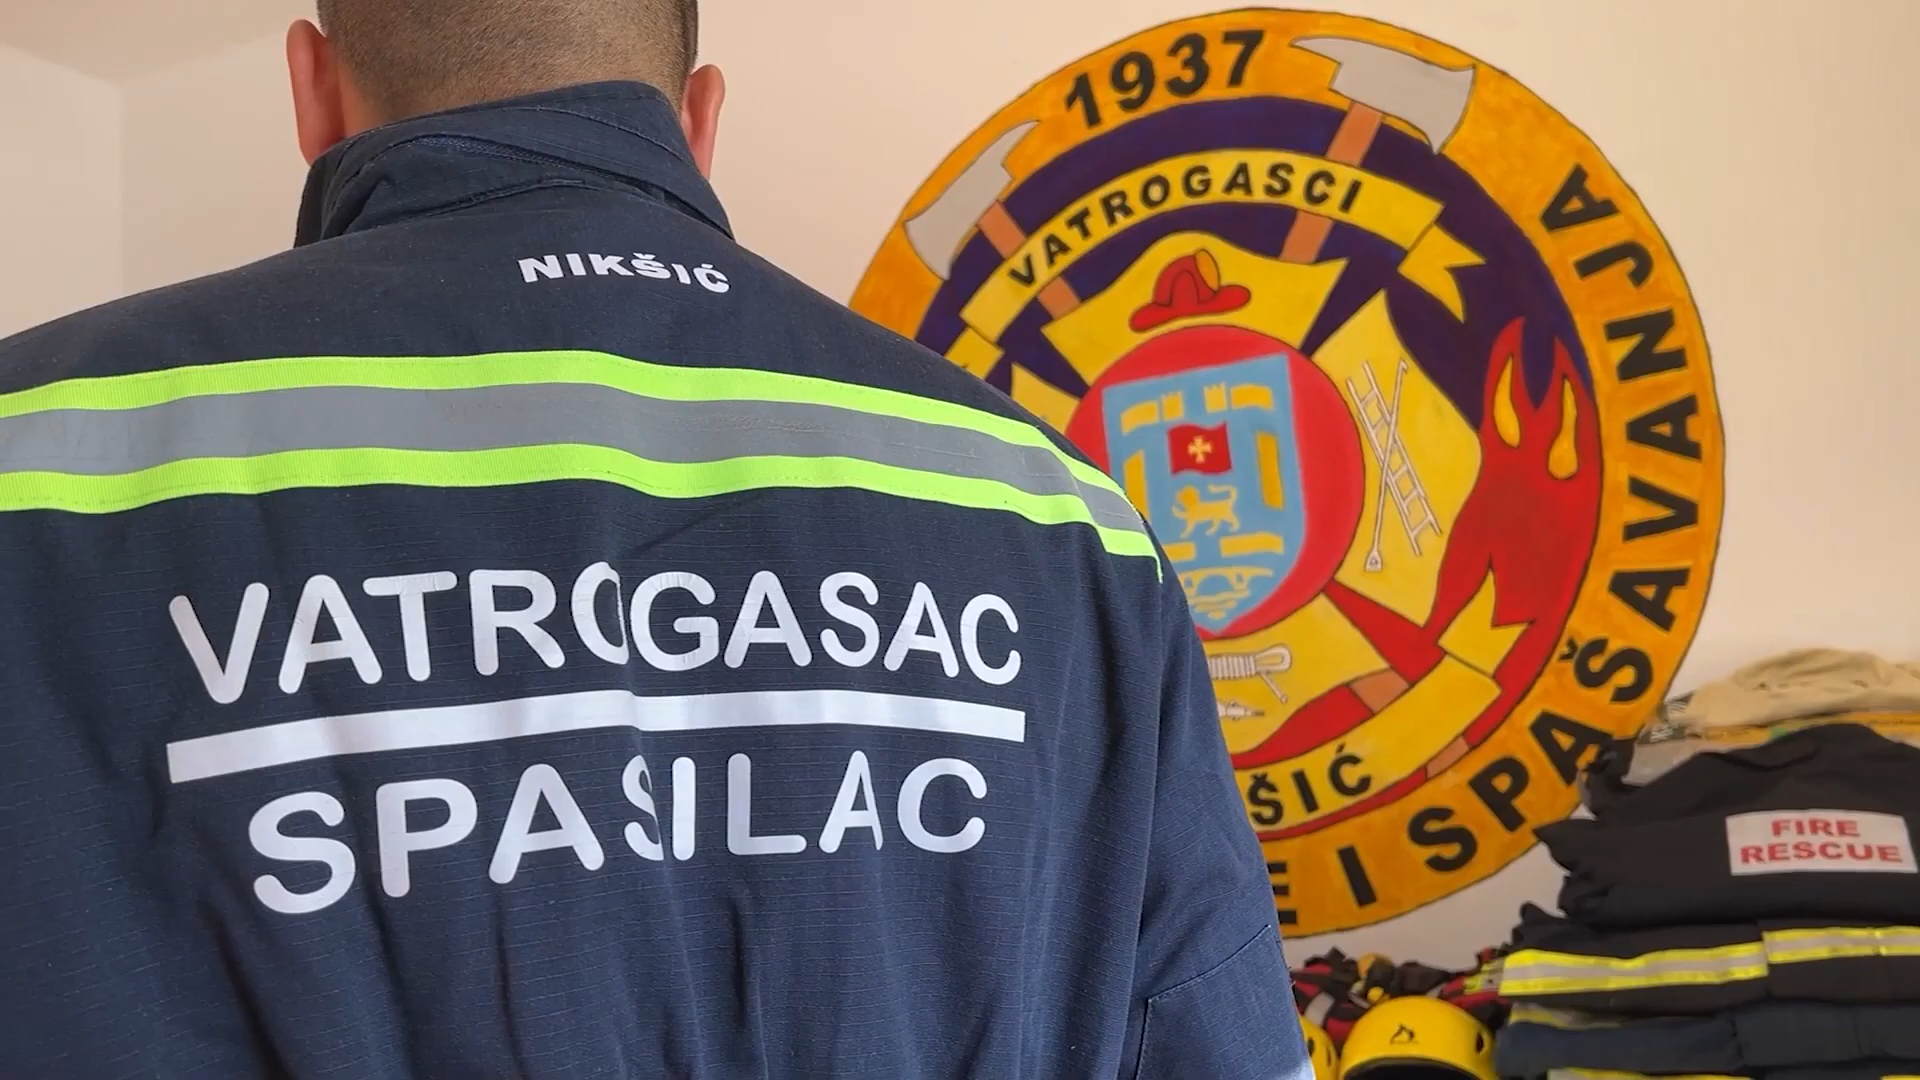 NIKŠIĆ
VATROGASAC
SPASILAC
1937
VATROGASCI
E I SPAŠAVANJA
ŠIĆ
FIRE
RESCUE